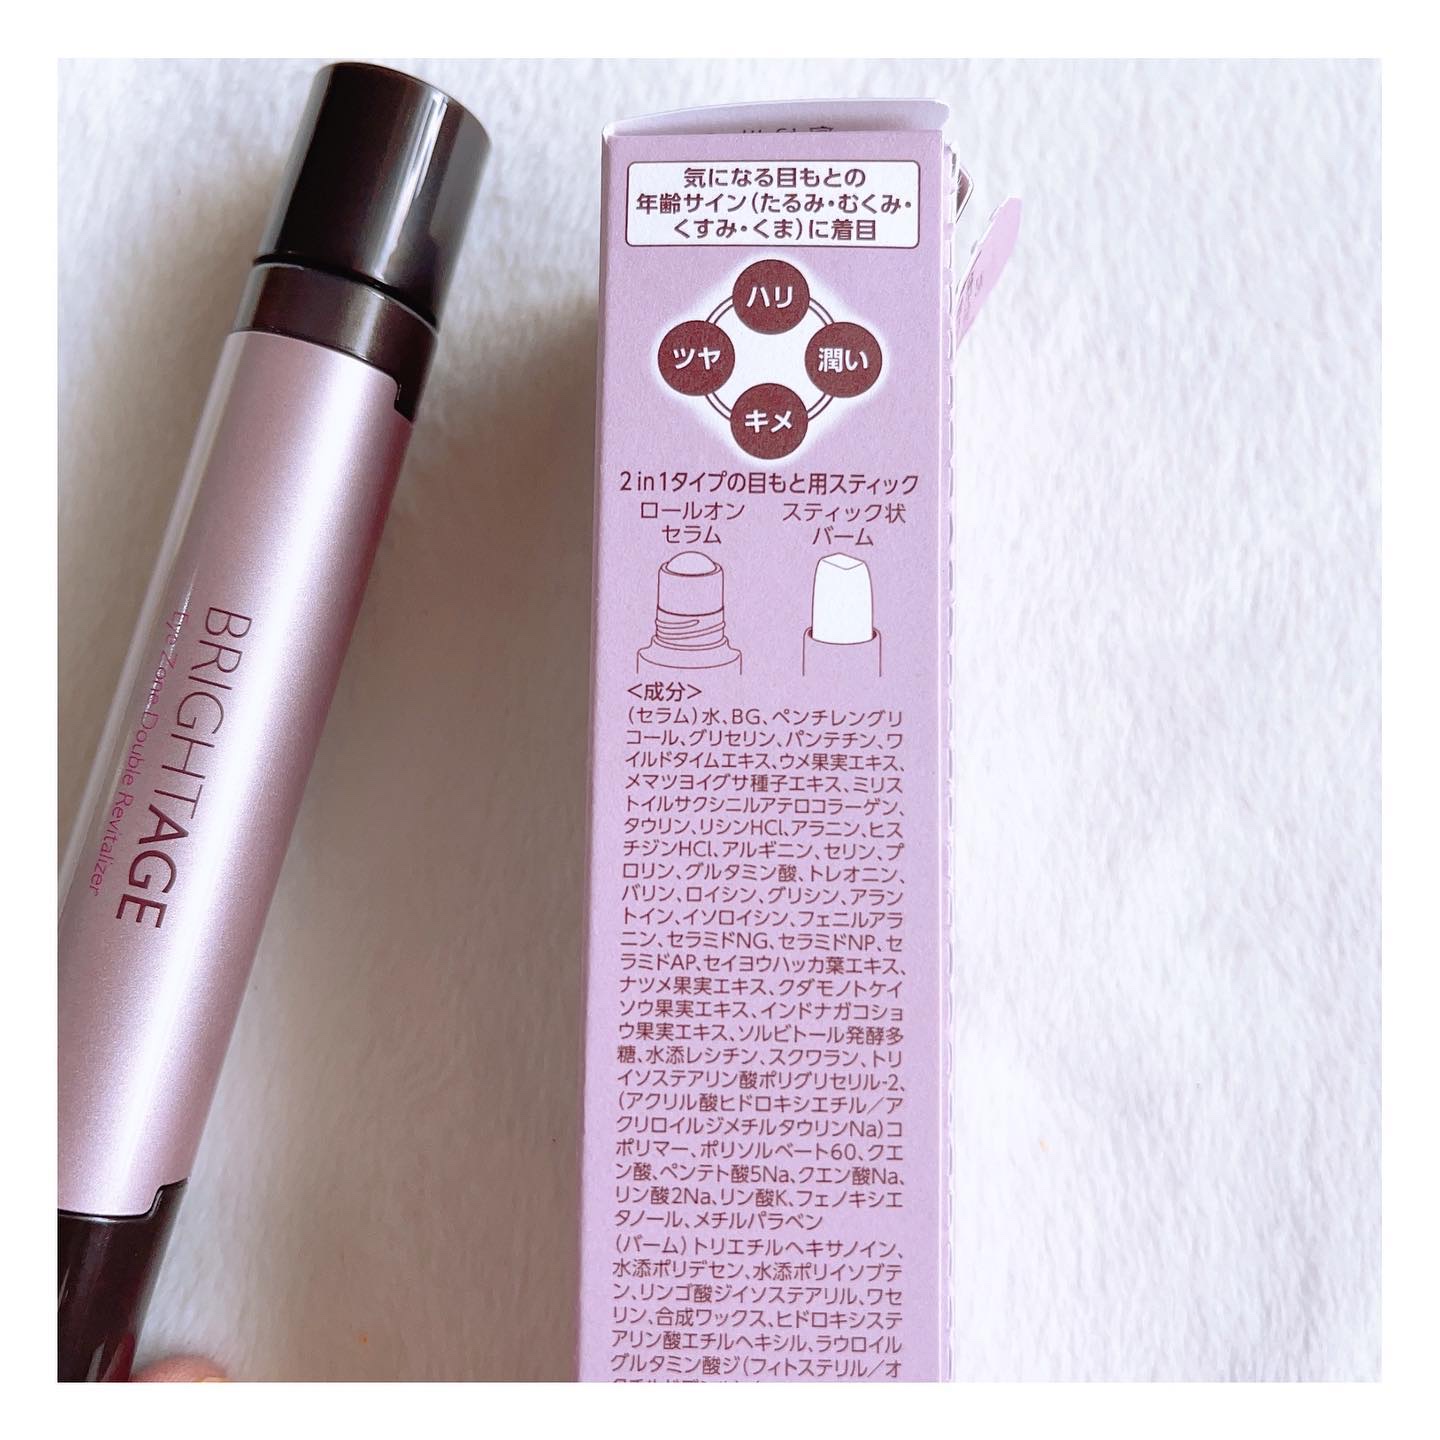 BRIGHTAGE
Eye Zone Double Revitalizer
気になる目もとの
年齢サイン(たるみ・むくみ・
くすみ・くま)に着目
ハリ
ツヤ
潤い
キメ
2in1タイプの目もと用スティック
ロールオン
セラム
スティック状
バーム
<成分>
(セラム)水、BG、ペンチレングリ
コール、グリセリン、パンテチン、ワ
イルドタイムエキス、ウメ果実エキス、
メマツヨイグサ種子エキス、ミリス
トイルサクシニルアテロコラーゲン、
タウリン、リシンHCl、アラニン、ヒス
チジンHCl、アルギニン、セリン、プ
ロリン、グルタミン酸、トレオニン、
バリン、ロイシン、グリシン、アラン
トイン、イソロイシン、フェニルアラ
ニン、セラミドNG、セラミドNP、セ
ラミドAP、セイヨウハッカ葉エキス、
ナツメ果実エキス、クダモノトケイ
ソウ果実エキス、インドナガコショ
ウ果実エキス、ソルビトール発酵多
糖、水添レシチン、スクワラン、トリ
イソステアリン酸ポリグリセリル-2、
(アクリル酸ヒドロキシエチル/ア
クリロイルジメチルタウリンNa)コ
ポリマー、ポリソルベート60、クエ
ン酸、ペンテト酸5Na、クエン酸Na、
リン酸2Na、リン酸K、フェノキシエ
タノール、メチルパラベン
(バーム)トリエチルヘキサノイン、
水添ポリデセン、水添ポリイソブテ
ン、リンゴ酸ジイソステアリル、ワセ
リン、合成ワックス、ヒドロキシステ
アリン酸エチルヘキシル、ラウロイル
グルタミン酸ジ(フィトステリル/オ